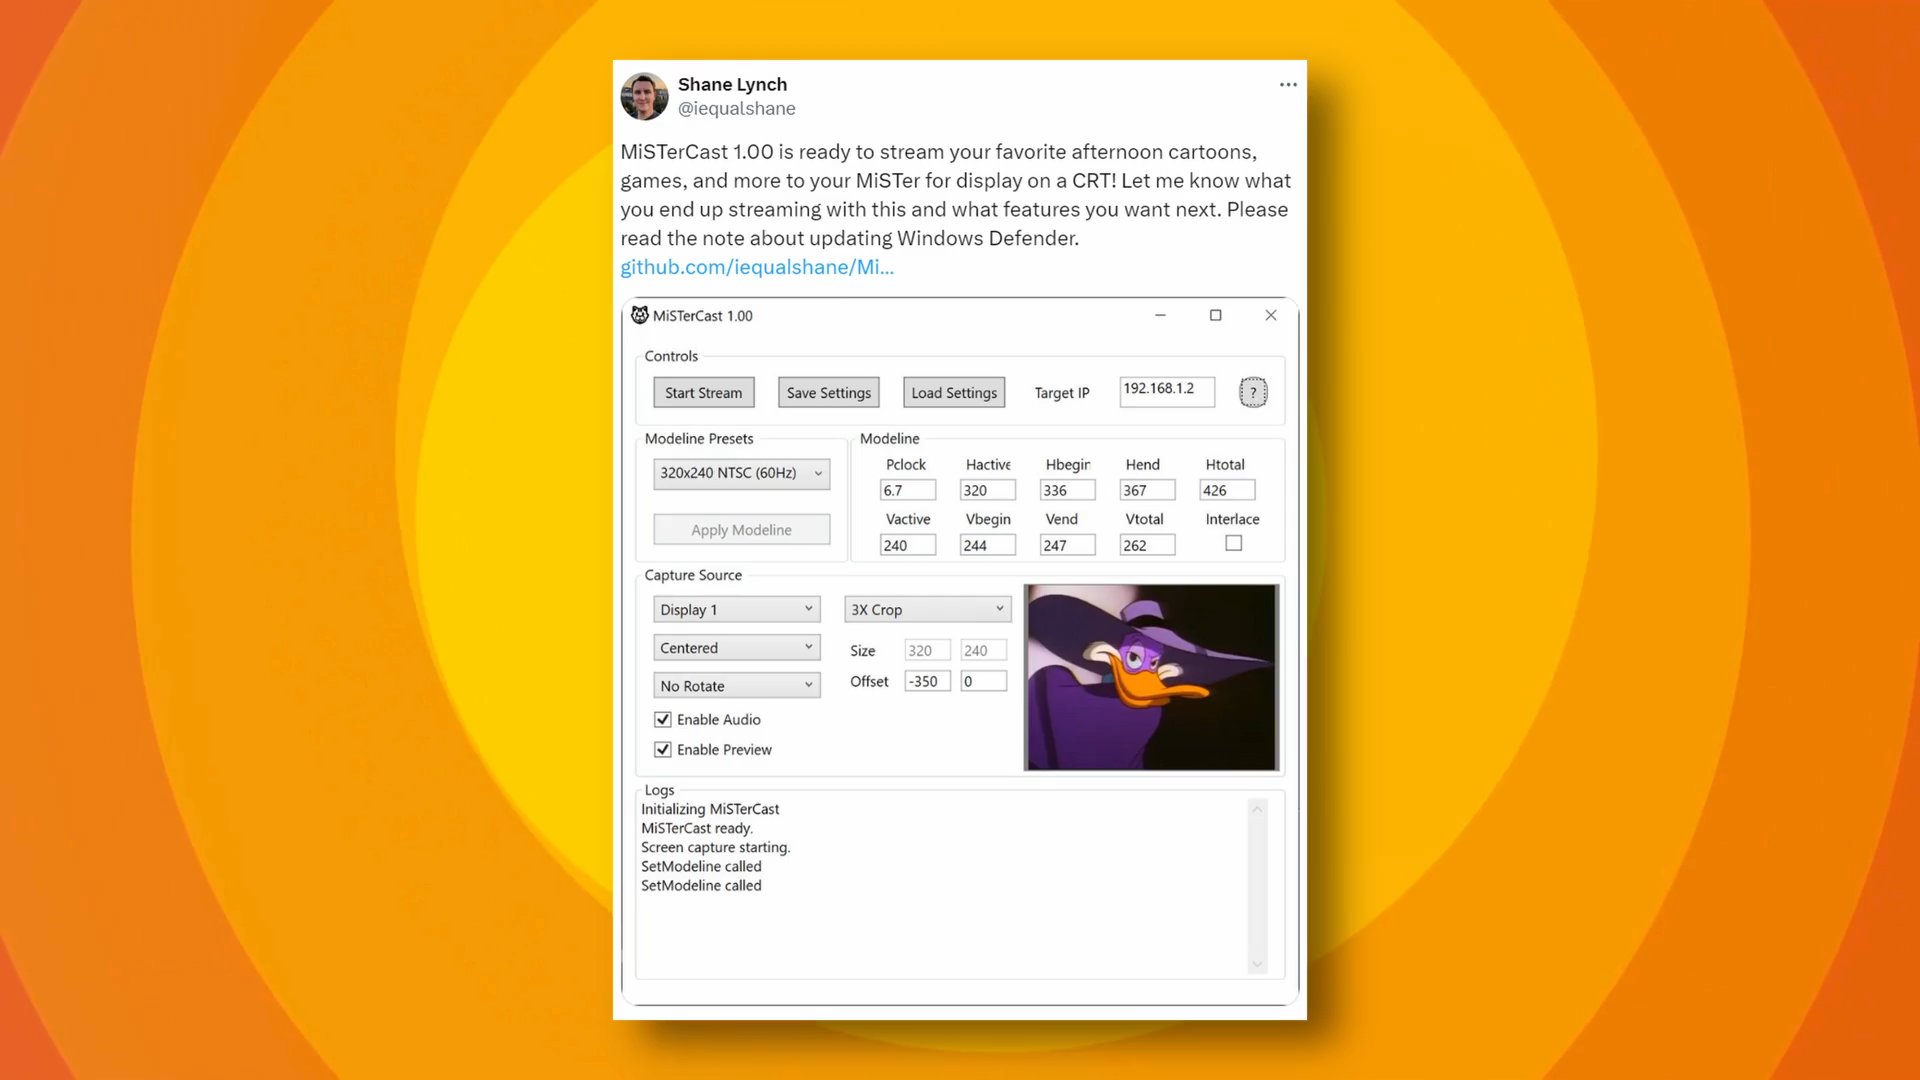 Shane Lynch
@iequalshane
MiSTerCast 1.00 is ready to stream your favorite afternoon cartoons,
games, and more to your MiSTer for display on a CRT! Let me know what
you end up streaming with this and what features you want next. Please
read the note about updating Windows Defender.
github.com/iequalshane/Mi...
MiSTerCast 1.00
Controls
Start Stream Save Settings Load Settings Target IP 192.168.1.2 ?
Modeline Presets
320x240 NTSC (60Hz)
Apply Modeline
Modeline
Pclock Hactive Hbegin Hend Htotal
6.7 320 336 367 426
Vactive Vbegin Vend Vtotal Interlace
240 244 247 262
Capture Source
Display 1 3X Crop
Centered Size 320 240
No Rotate Offset -350 0
Enable Audio
Enable Preview
Logs
Initializing MiSTerCast
MiSTerCast ready.
Screen capture starting.
SetModeline called
SetModeline called